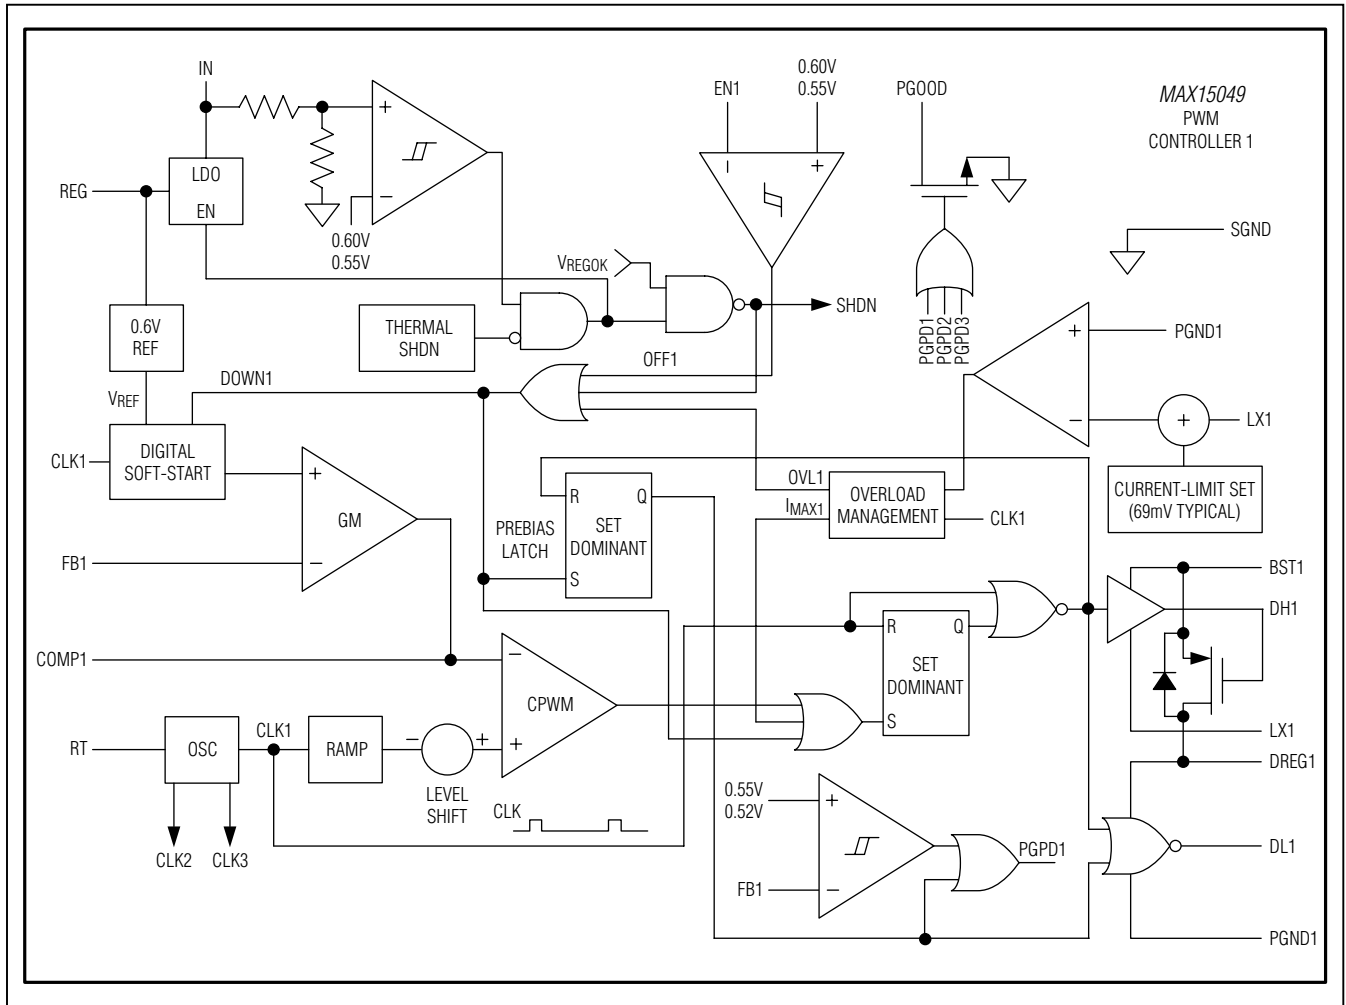 IN
LDO
EN
REG
+
−
0.60V
0.55V
EN1
0.60V
0.55V
−
+
PGOOD
MAX15049
PWM
CONTROLLER 1
SGND
VREGOK
SHDN
THERMAL
SHDN
0.6V
REF
VREF
DOWN1
OFF1
PGPD1
PGPD2
PGPD3
+
−
PGND1
+
LX1
CURRENT-LIMIT SET
(69mV TYPICAL)
CLK1
DIGITAL
SOFT-START
+
−
GM
FB1
R
Q
S
SET
DOMINANT
PREBIAS
LATCH
OVL1
IMAX1
OVERLOAD
MANAGEMENT
CLK1
BST1
DH1
R
Q
SET
DOMINANT
S
COMP1
−
CPWM
+
LX1
DREG1
RT
OSC
CLK1
RAMP
−
+
LEVEL
SHIFT
CLK2
CLK3
CLK
0.55V
0.52V
+
−
FB1
PGPD1
DL1
PGND1